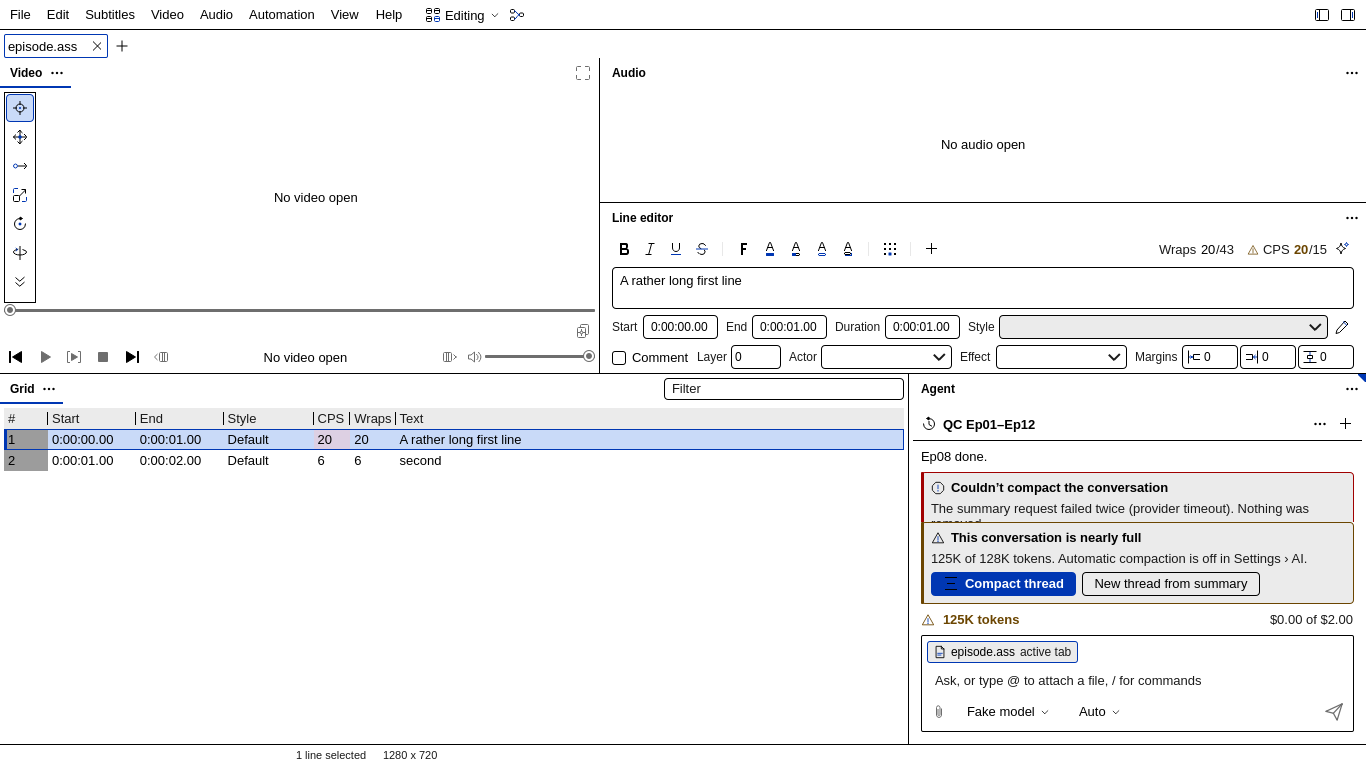 File Edit Subtitles Video Audio Automation View Help Editing
episode.ass
Video
No video open
No video open
Audio
No audio open
Line editor
Wraps 20/43 CPS 20/15
A rather long first line
Start 0:00:00.00 End 0:00:01.00 Duration 0:00:01.00 Style
Comment Layer 0 Actor Effect Margins 0 0 0
Grid Filter
# Start End Style CPS Wraps Text
1 0:00:00.00 0:00:01.00 Default 20 20 A rather long first line
2 0:00:01.00 0:00:02.00 Default 6 6 second
Agent
QC Ep01–Ep12
Ep08 done.
Couldn’t compact the conversation
The summary request failed twice (provider timeout). Nothing was
This conversation is nearly full
125K of 128K tokens. Automatic compaction is off in Settings › AI.
Compact thread New thread from summary
125K tokens $0.00 of $2.00
episode.ass active tab
Ask, or type @ to attach a file, / for commands
Fake model Auto
1 line selected 1280 x 720